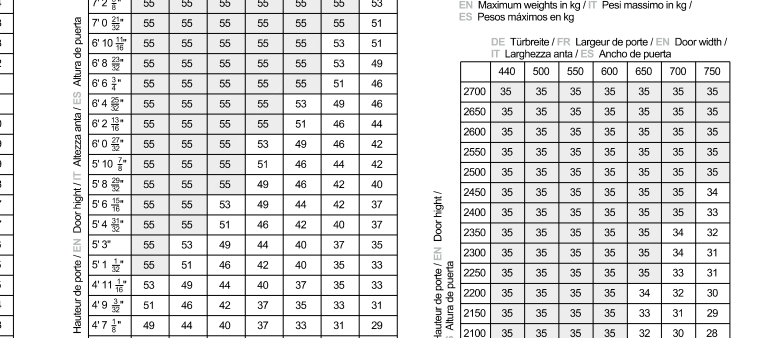 EN Maximum weights in kg / IT Pesi massimo in kg /
ES Pesos máximos en kg
Hauteur de porte / EN Door hight / IT Altezza anta / ES Altura de puerta
55 55 55 55 55 55 53
7' 0 21/32" 55 55 55 55 55 55 51
6' 10 11/16" 55 55 55 55 55 53 51
6' 8 23/32" 55 55 55 55 55 53 49
6' 6 3/4" 55 55 55 55 55 51 46
6' 4 25/32" 55 55 55 55 53 49 46
6' 2 13/16" 55 55 55 55 51 46 44
6' 0 27/32" 55 55 55 53 49 46 42
5' 10 7/8" 55 55 55 51 46 44 42
5' 8 29/32" 55 55 55 49 46 42 40
5' 6 15/16" 55 55 53 49 44 42 37
5' 4 31/32" 55 55 51 46 42 40 37
5' 3" 55 53 49 44 40 37 35
5' 1 1/32" 55 51 46 42 40 35 33
4' 11 1/16" 53 49 44 40 37 35 33
4' 9 3/32" 51 46 42 37 35 33 31
4' 7 1/8" 49 44 40 37 33 31 29
DE Türbreite / FR Largeur de porte / EN Door width /
IT Larghezza anta / ES Ancho de puerta
auteur de porte / EN Door hight /
Altura de puerta
440 500 550 600 650 700 750
2700 35 35 35 35 35 35 35
2650 35 35 35 35 35 35 35
2600 35 35 35 35 35 35 35
2550 35 35 35 35 35 35 35
2500 35 35 35 35 35 35 35
2450 35 35 35 35 35 35 34
2400 35 35 35 35 35 35 33
2350 35 35 35 35 35 34 32
2300 35 35 35 35 35 34 31
2250 35 35 35 35 35 33 31
2200 35 35 35 35 34 32 30
2150 35 35 35 35 33 31 29
2100 35 35 35 35 32 30 28